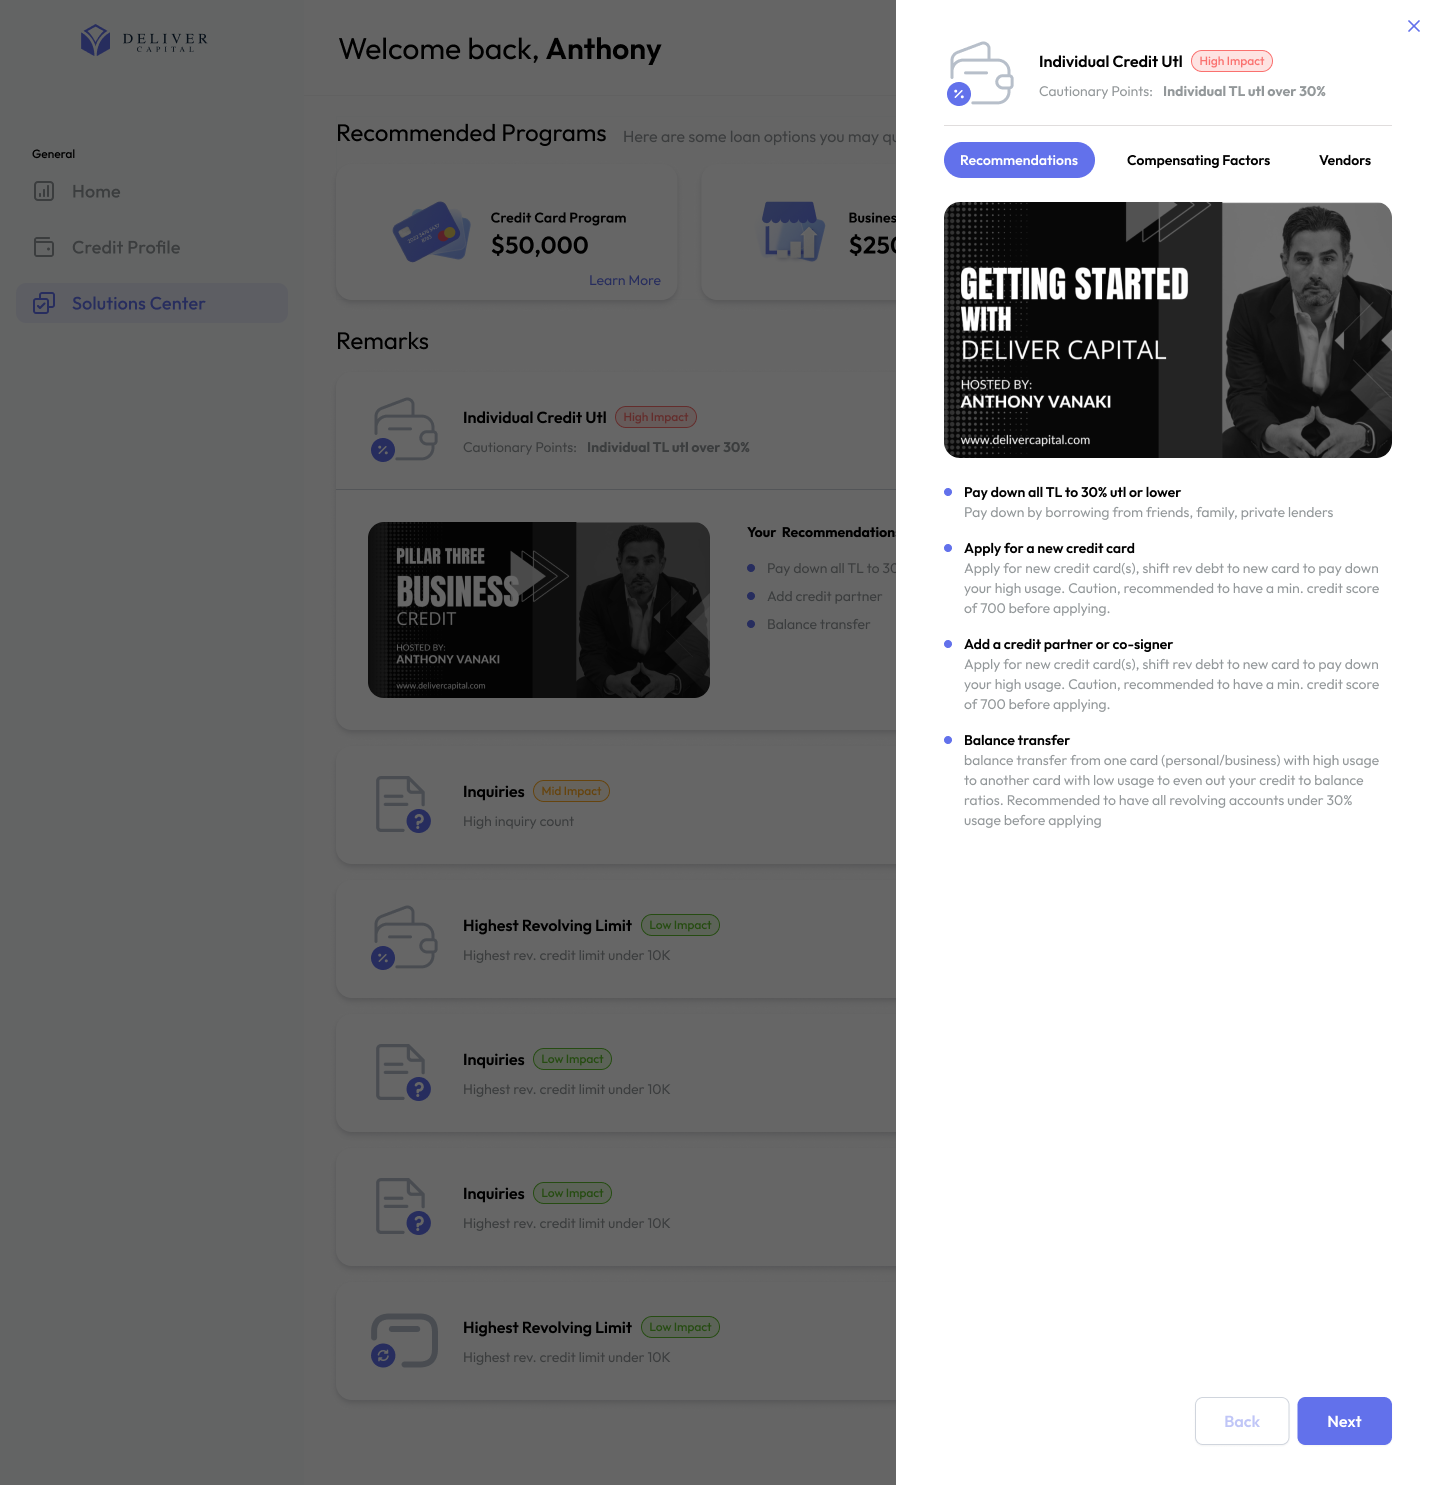 DELIVER
CAPITAL
Welcome back, Anthony
General
Home
Credit Profile
Solutions Center
Recommended Programs
Here are some loan options you may qu
Credit Card Program
$50,000
Learn More
Busines
$250
Remarks
Individual Credit Utl
High Impact
Cautionary Points: Individual TL utl over 30%
PILLAR THREE
BUSINESS
CREDIT
HOSTED BY:
ANTHONY VANAKI
www.delivercapital.com
Your Recommendation
Pay down all TL to 30
Add credit partner
Balance transfer
Inquiries
Mid Impact
High inquiry count
Highest Revolving Limit
Low Impact
Highest rev. credit limit under 10K
Inquiries
Low Impact
Highest rev. credit limit under 10K
Inquiries
Low Impact
Highest rev. credit limit under 10K
Highest Revolving Limit
Low Impact
Highest rev. credit limit under 10K
Individual Credit Utl
High Impact
Cautionary Points: Individual TL utl over 30%
Recommendations
Compensating Factors
Vendors
GETTING STARTED
WITH
DELIVER CAPITAL
HOSTED BY:
ANTHONY VANAKI
www.delivercapital.com
Pay down all TL to 30% utl or lower
Pay down by borrowing from friends, family, private lenders
Apply for a new credit card
Apply for new credit card(s), shift rev debt to new card to pay down
your high usage. Caution, recommended to have a min. credit score
of 700 before applying.
Add a credit partner or co-signer
Apply for new credit card(s), shift rev debt to new card to pay down
your high usage. Caution, recommended to have a min. credit score
of 700 before applying.
Balance transfer
balance transfer from one card (personal/business) with high usage
to another card with low usage to even out your credit to balance
ratios. Recommended to have all revolving accounts under 30%
usage before applying
Back
Next